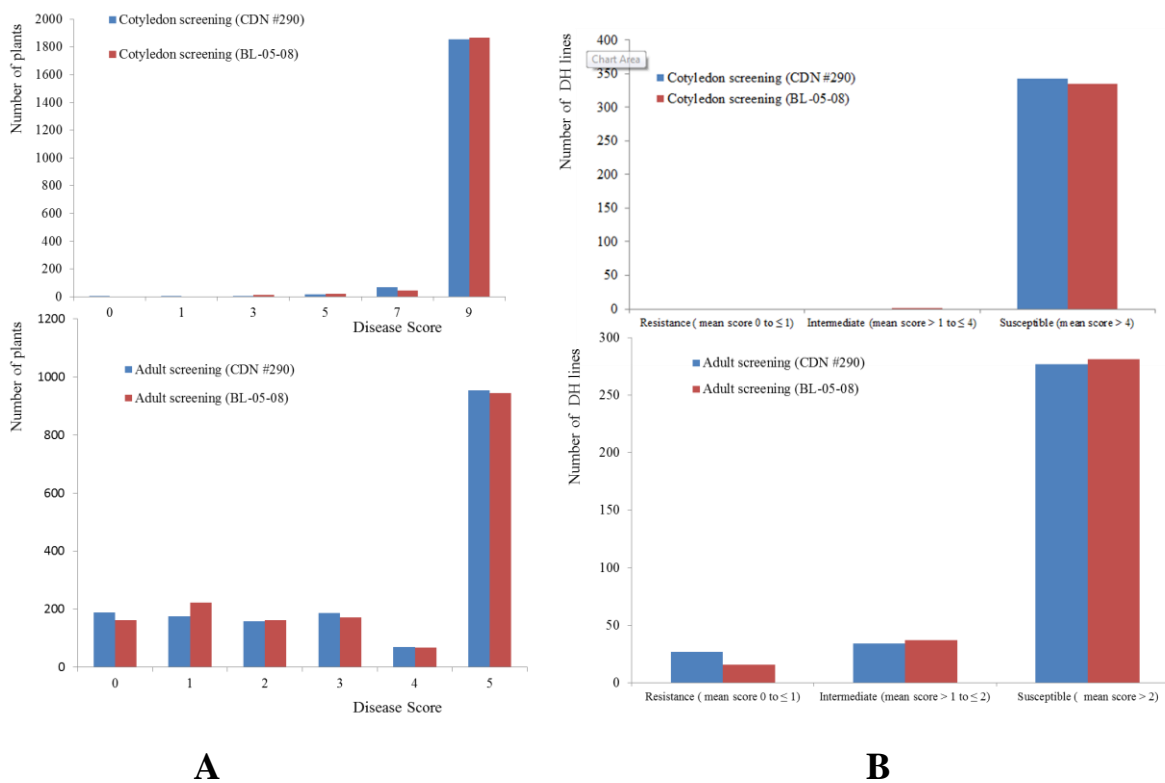 Number of plants
2000
1800
1600
1400
1200
1000
800
600
400
200
0
Cotyledon screening (CDN #290)
Cotyledon screening (BL-05-08)
0 1 3 5 7 9
Disease Score
Number of plants
1200
1000
800
600
400
200
0
Adult screening (CDN #290)
Adult screening (BL-05-08)
0 1 2 3 4 5
Disease Score
A
Number of DH lines
400
350
300
250
200
150
100
50
0
Chart Area
Cotyledon screening (CDN #290)
Cotyledon screening (BL-05-08)
Resistance ( mean score 0 to ≤ 1) Intermediate (mean score > 1 to ≤ 4) Susceptible (mean score > 4)
Number of DH lines
300
250
200
150
100
50
0
Adult screening (CDN #290)
Adult screening (BL-05-08)
Resistance ( mean score 0 to ≤ 1) Intermediate (mean score > 1 to ≤ 2) Susceptible ( mean score > 2)
B